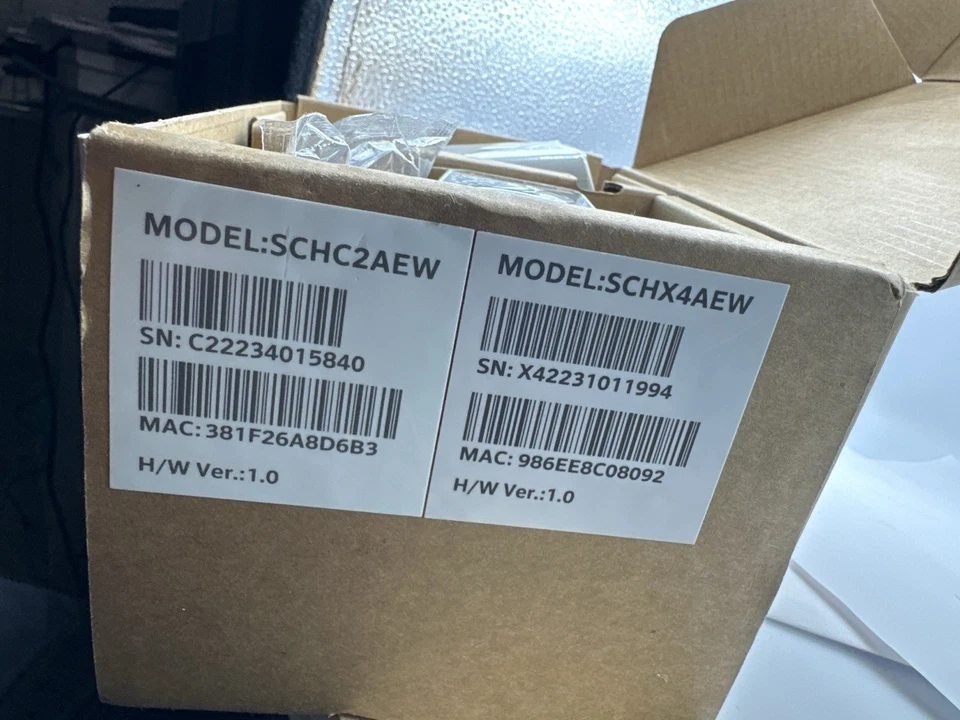 MODEL:SCHC2AEW
SN: C22234015840
MAC:381F26A8D6B3
H/W Ver.:1.0
MODEL:SCHX4AEW
SN: X42231011994
MAC: 986EE8C08092
H/W Ver.:1.0